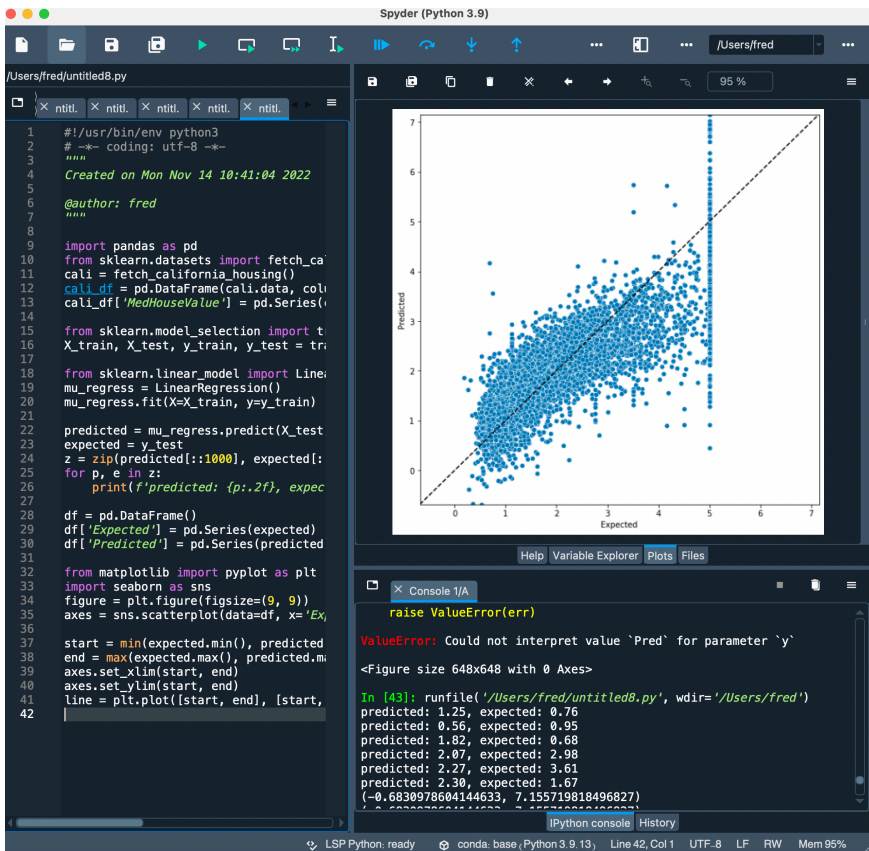 Spyder (Python 3.9)
/Users/fred
/Users/fred/untitled8.py
ntitl. ntitl. ntitl. ntitl. ntitl.
95 %
1 #!/usr/bin/env python3
2 # -*- coding: utf-8 -*-
3 """
4 Created on Mon Nov 14 10:41:04 2022
5
6 @author: fred
7 """
8
9 import pandas as pd
10 from sklearn.datasets import fetch_cal
11 cali = fetch_california_housing()
12 cali_df = pd.DataFrame(cali.data, colu
13 cali_df['MedHouseValue'] = pd.Series(
14
15 from sklearn.model_selection import t
16 X_train, X_test, y_train, y_test = tra
17
18 from sklearn.linear_model import Linea
19 mu_regress = LinearRegression()
20 mu_regress.fit(X=X_train, y=y_train)
21
22 predicted = mu_regress.predict(X_test
23 expected = y_test
24 z = zip(predicted[::1000], expected[:
25 for p, e in z:
26 print(f'predicted: {p:.2f}, expec
27
28 df = pd.DataFrame()
29 df['Expected'] = pd.Series(expected)
30 df['Predicted'] = pd.Series(predicted
31
32 from matplotlib import pyplot as plt
33 import seaborn as sns
34 figure = plt.figure(figsize=(9, 9))
35 axes = sns.scatterplot(data=df, x='Ex
36
37 start = min(expected.min(), predicted
38 end = max(expected.max(), predicted.ma
39 axes.set_xlim(start, end)
40 axes.set_ylim(start, end)
41 line = plt.plot([start, end], [start,
42
7
6
5
4
3
2
1
0
Predicted
0 1 2 3 4 5 6 7
Expected
Help Variable Explorer Plots Files
Console 1/A
raise ValueError(err)
ValueError: Could not interpret value `Pred` for parameter `y`
<Figure size 648x648 with 0 Axes>
In [43]: runfile('/Users/fred/untitled8.py', wdir='/Users/fred')
predicted: 1.25, expected: 0.76
predicted: 0.56, expected: 0.95
predicted: 1.82, expected: 0.68
predicted: 2.07, expected: 2.98
predicted: 2.27, expected: 3.61
predicted: 2.30, expected: 1.67
(-0.6830978604144633, 7.155719818496827)
IPython console History
LSP Python: ready conda: base (Python 3.9.13) Line 42, Col 1 UTF-8 LF RW Mem 95%